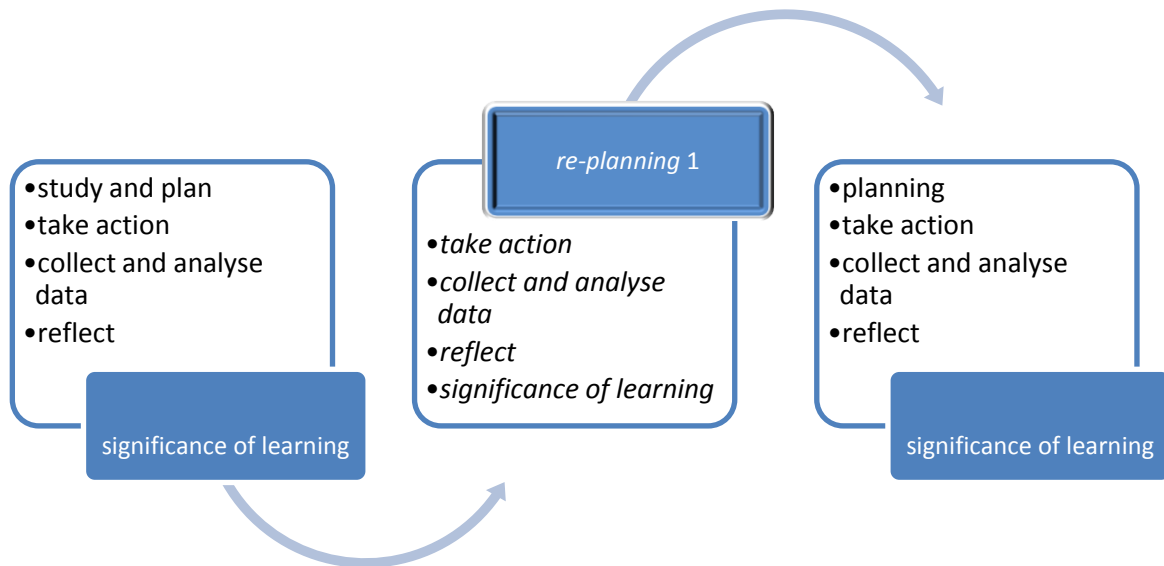 •study and plan
•take action
•collect and analyse
data
•reflect
significance of learning
re-planning 1
•take action
•collect and analyse
data
•reflect
•significance of learning
•planning
•take action
•collect and analyse
data
•reflect
significance of learning